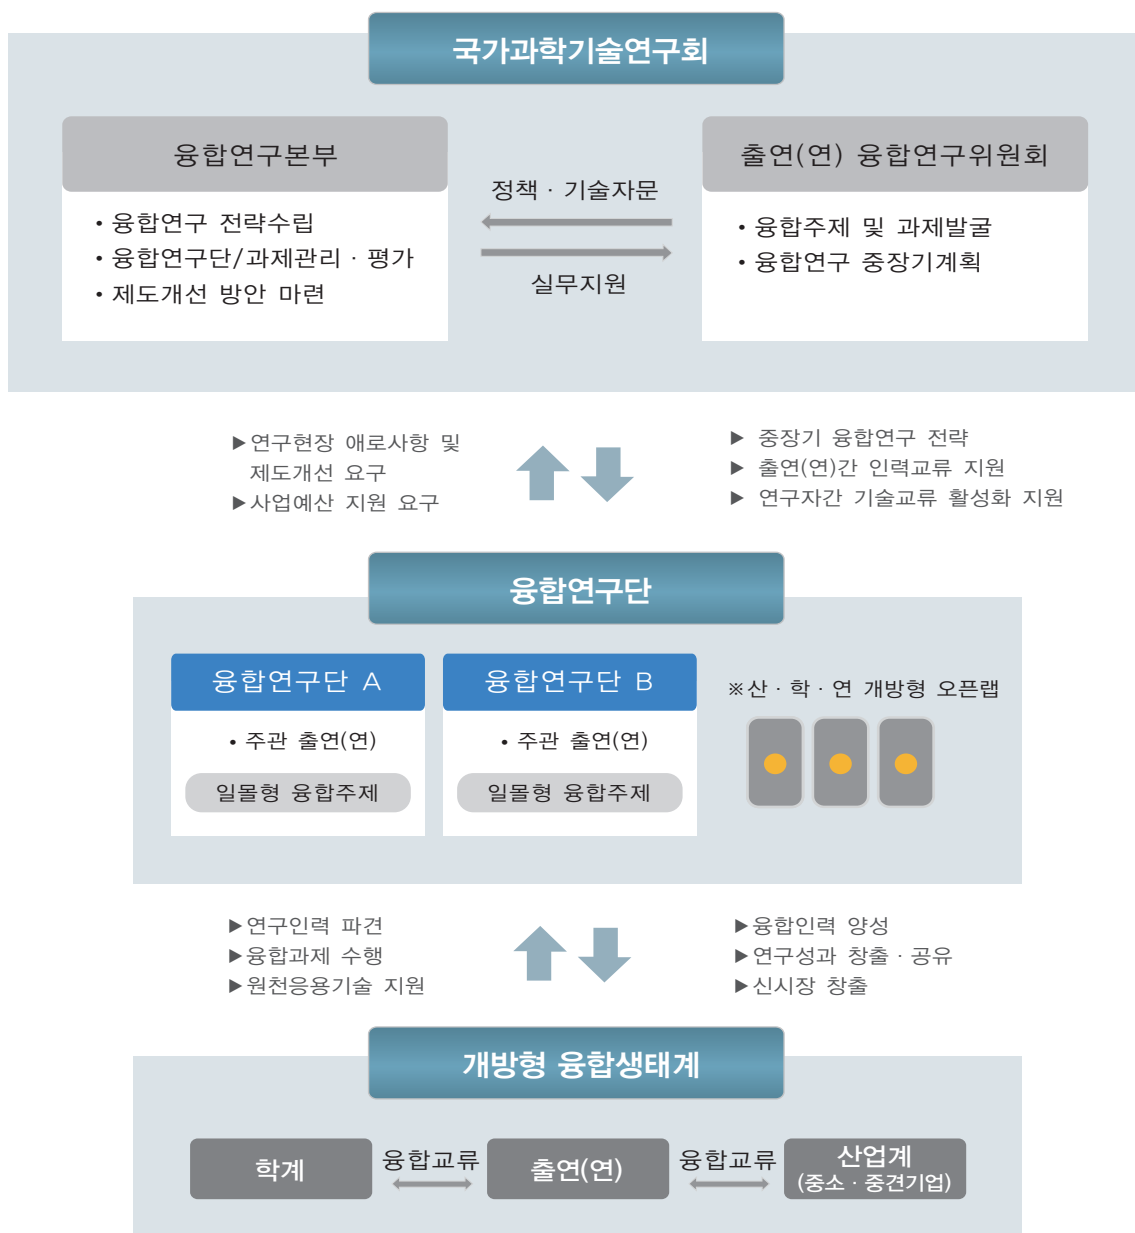 국가과학기술연구회
융합연구본부
• 융합연구 전략수립
• 융합연구단/과제관리 · 평가
• 제도개선 방안 마련
정책 · 기술자문
실무지원
출연(연) 융합연구위원회
• 융합주제 및 과제발굴
• 융합연구 중장기계획
▶연구현장 애로사항 및
제도개선 요구
▶사업예산 지원 요구
▶ 중장기 융합연구 전략
▶ 출연(연)간 인력교류 지원
▶ 연구자간 기술교류 활성화 지원
융합연구단
융합연구단 A
• 주관 출연(연)
일몰형 융합주제
융합연구단 B
• 주관 출연(연)
일몰형 융합주제
※산 · 학 · 연 개방형 오픈랩
▶연구인력 파견
▶융합과제 수행
▶원천응용기술 지원
▶융합인력 양성
▶연구성과 창출 · 공유
▶신시장 창출
개방형 융합생태계
학계
융합교류
출연(연)
융합교류
산업계
(중소 · 중견기업)